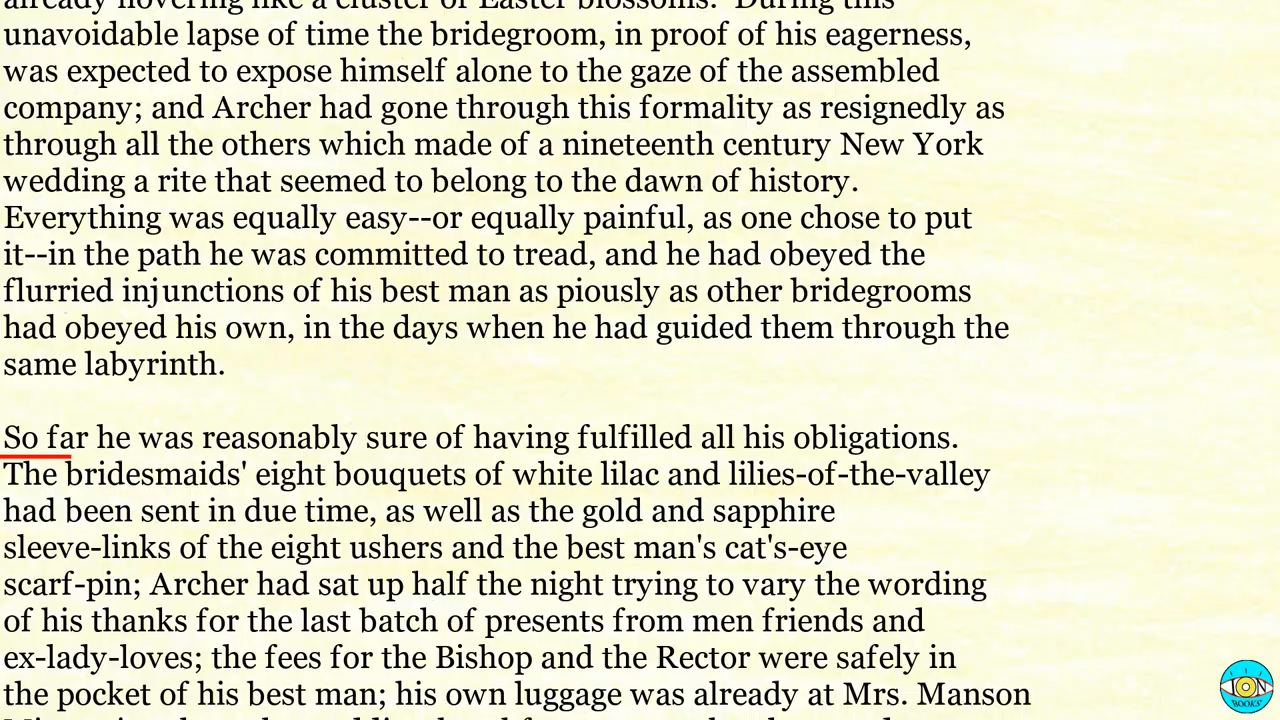 already hovering like a cluster of Easter blossoms. During this
unavoidable lapse of time the bridegroom, in proof of his eagerness,
was expected to expose himself alone to the gaze of the assembled
company; and Archer had gone through this formality as resignedly as
through all the others which made of a nineteenth century New York
wedding a rite that seemed to belong to the dawn of history.
Everything was equally easy--or equally painful, as one chose to put
it--in the path he was committed to tread, and he had obeyed the
flurried injunctions of his best man as piously as other bridegrooms
had obeyed his own, in the days when he had guided them through the
same labyrinth.
So far he was reasonably sure of having fulfilled all his obligations.
The bridesmaids' eight bouquets of white lilac and lilies-of-the-valley
had been sent in due time, as well as the gold and sapphire
sleeve-links of the eight ushers and the best man's cat's-eye
scarf-pin; Archer had sat up half the night trying to vary the wording
of his thanks for the last batch of presents from men friends and
ex-lady-loves; the fees for the Bishop and the Rector were safely in
the pocket of his best man; his own luggage was already at Mrs. Manson
ION
BOOKS